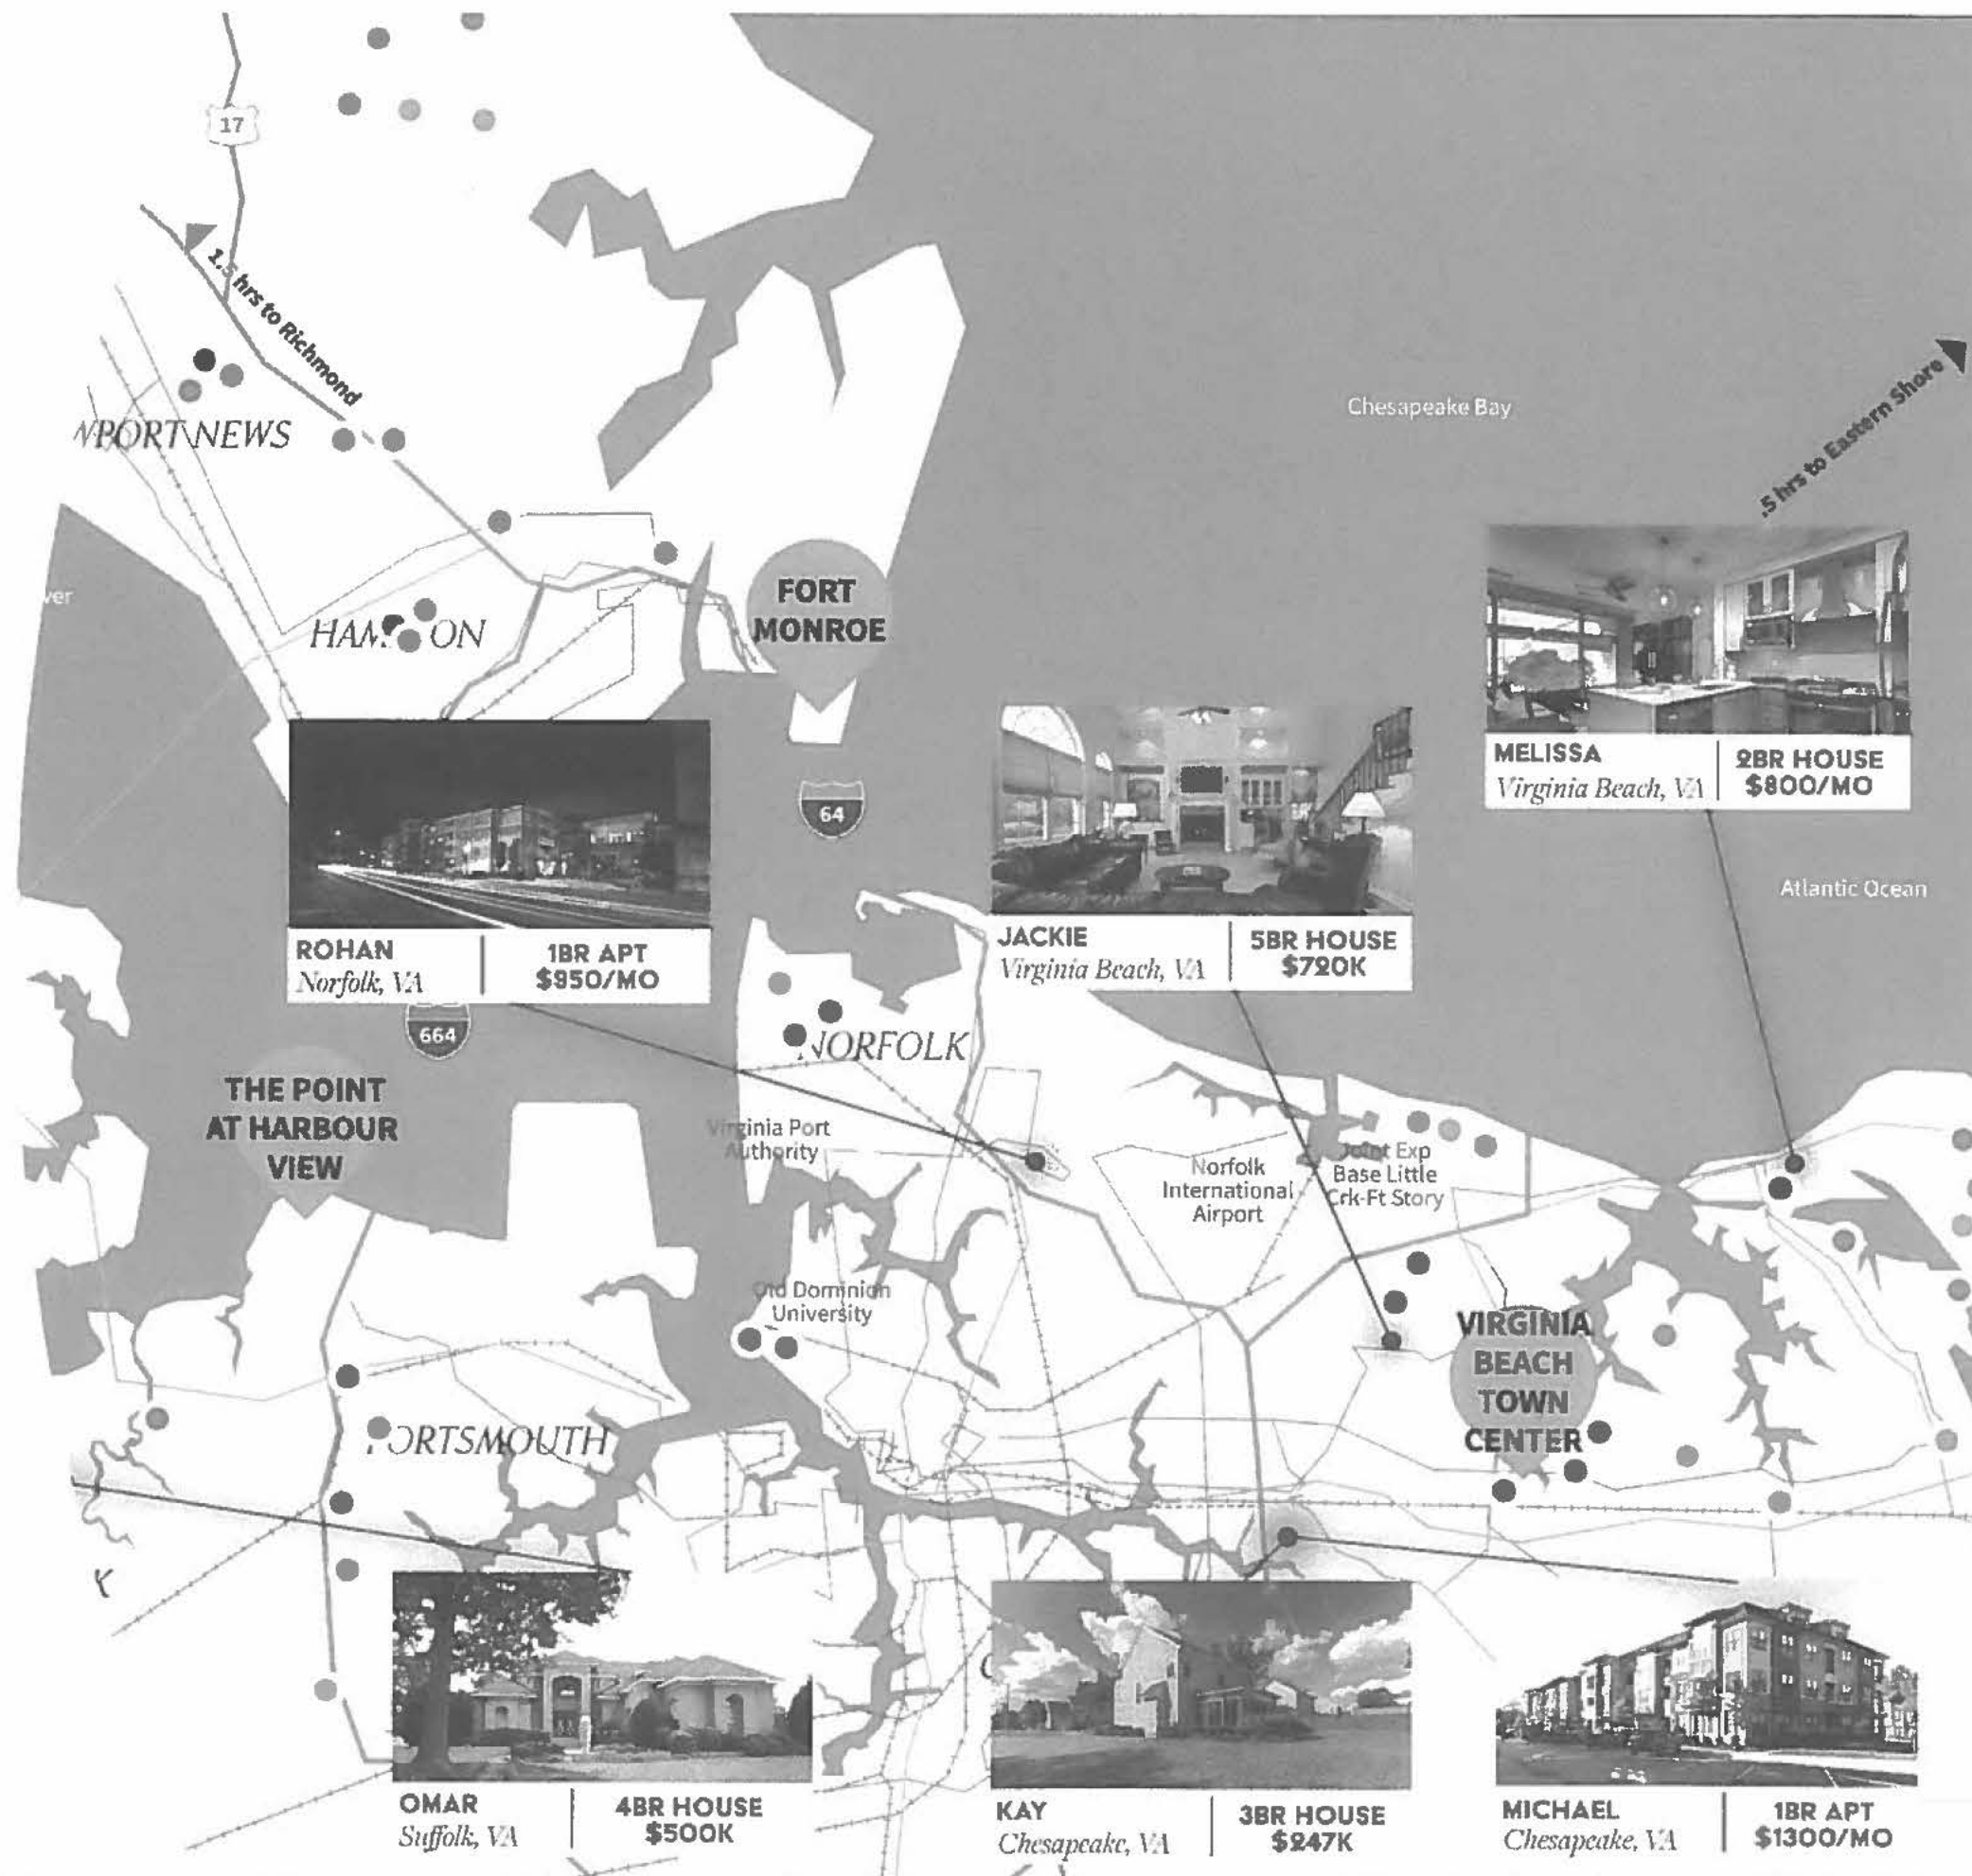 17
1.5 hrs to Richmond
PORT NEWS
Chesapeake Bay
.5 hrs to Eastern Shore
ver
HAM ON
FORT
MONROE
64
MELISSA
Virginia Beach, VA
2BR HOUSE
$800/MO
Atlantic Ocean
ROHAN
Norfolk, VA
1BR APT
$950/MO
JACKIE
Virginia Beach, VA
5BR HOUSE
$720K
664
NORFOLK
THE POINT
AT HARBOUR
VIEW
Virginia Port
Authority
Norfolk
International
Airport
Joint Exp
Base Little
Crk-Ft Story
Old Dominion
University
VIRGINIA
BEACH
TOWN
CENTER
PORTSMOUTH
K
OMAR
Suffolk, VA
4BR HOUSE
$500K
KAY
Chesapeake, VA
3BR HOUSE
$247K
MICHAEL
Chesapeake, VA
1BR APT
$1300/MO